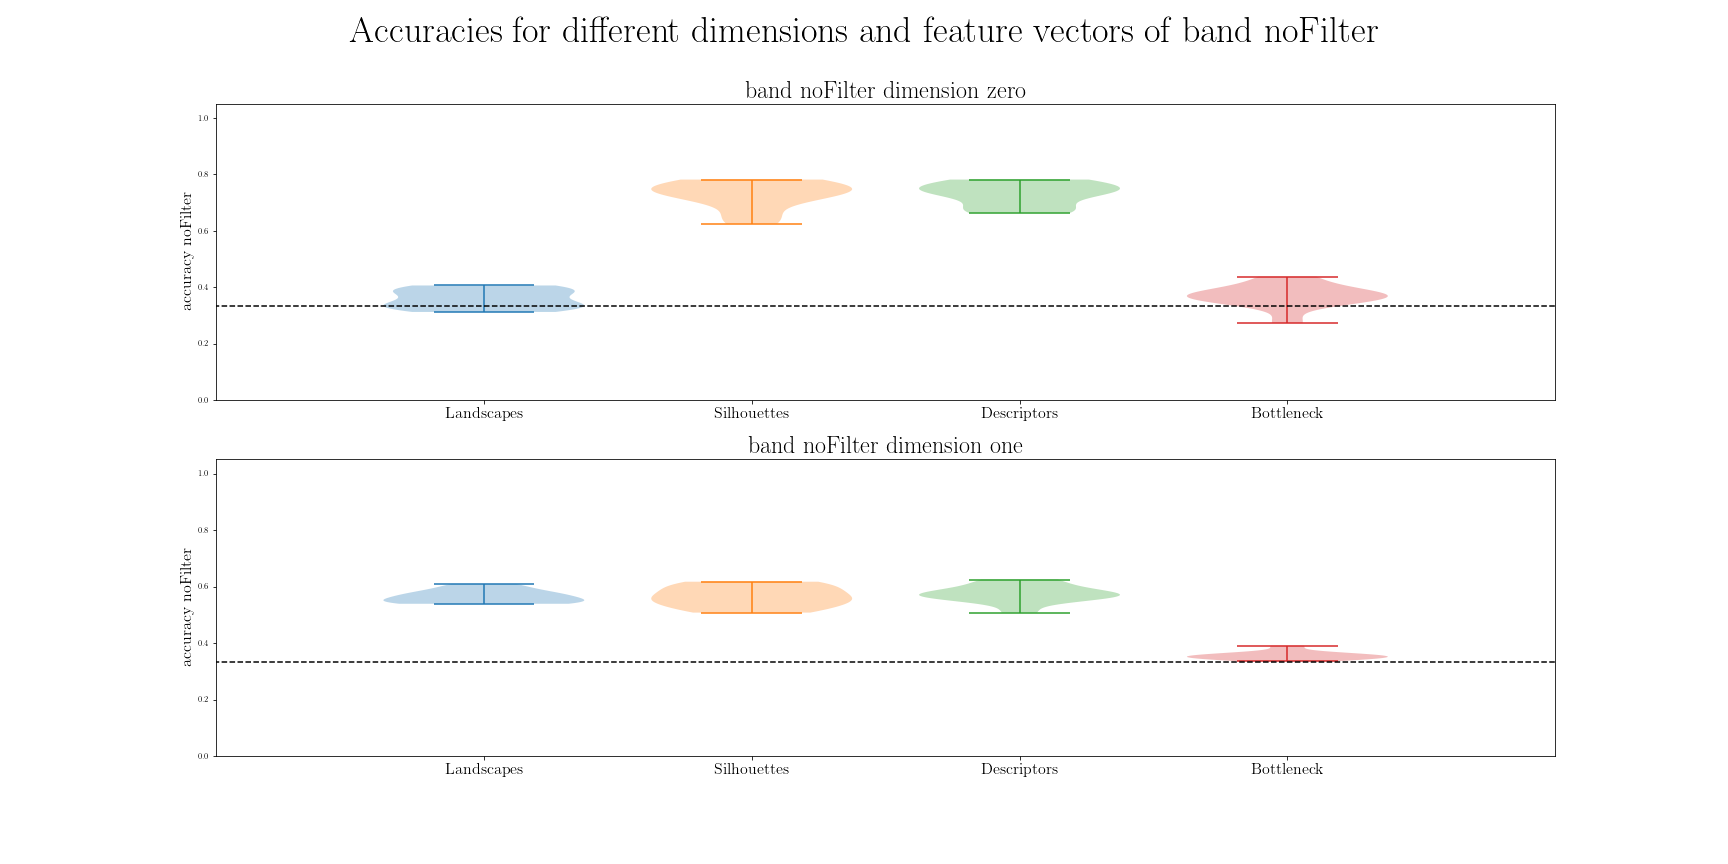 Accuracies for different dimensions and feature vectors of band noFilter
band noFilter dimension zero
accuracy noFilter
1.0
0.8
0.6
0.4
0.2
0.0
Landscapes Silhouettes Descriptors Bottleneck
band noFilter dimension one
accuracy noFilter
1.0
0.8
0.6
0.4
0.2
0.0
Landscapes Silhouettes Descriptors Bottleneck